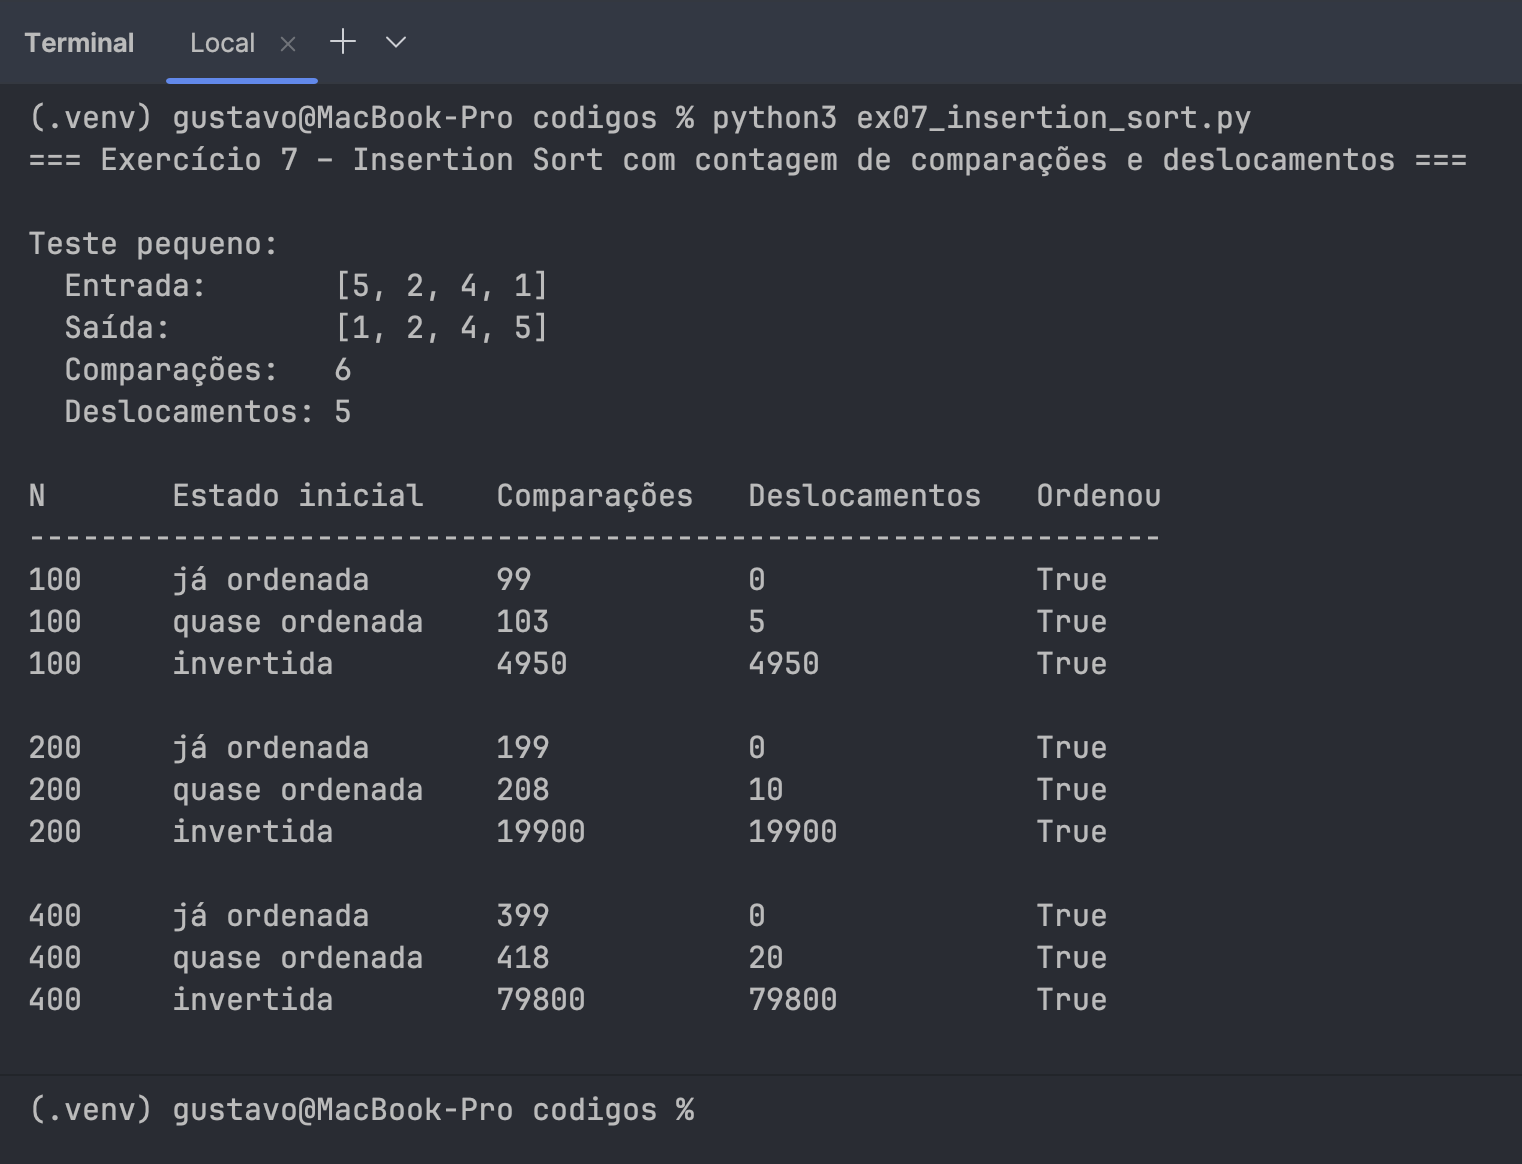 Terminal Local
(.venv) gustavo@MacBook-Pro codigos % python3 ex07_insertion_sort.py
=== Exercício 7 – Insertion Sort com contagem de comparações e deslocamentos ===
Teste pequeno:
Entrada: [5, 2, 4, 1]
Saída: [1, 2, 4, 5]
Comparações: 6
Deslocamentos: 5
N Estado inicial Comparações Deslocamentos Ordenou
---------------------------------------------------------------
100 já ordenada 99 0 True
100 quase ordenada 103 5 True
100 invertida 4950 4950 True
200 já ordenada 199 0 True
200 quase ordenada 208 10 True
200 invertida 19900 19900 True
400 já ordenada 399 0 True
400 quase ordenada 418 20 True
400 invertida 79800 79800 True
(.venv) gustavo@MacBook-Pro codigos %